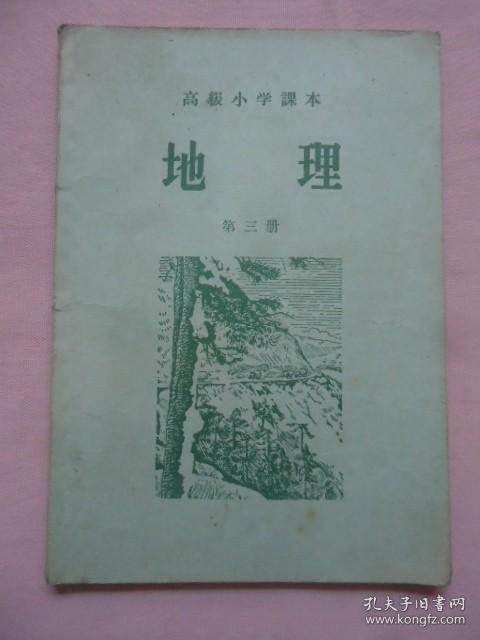 高級小学課本
地理
第三册
孔夫子旧书网
www.kongfz.com